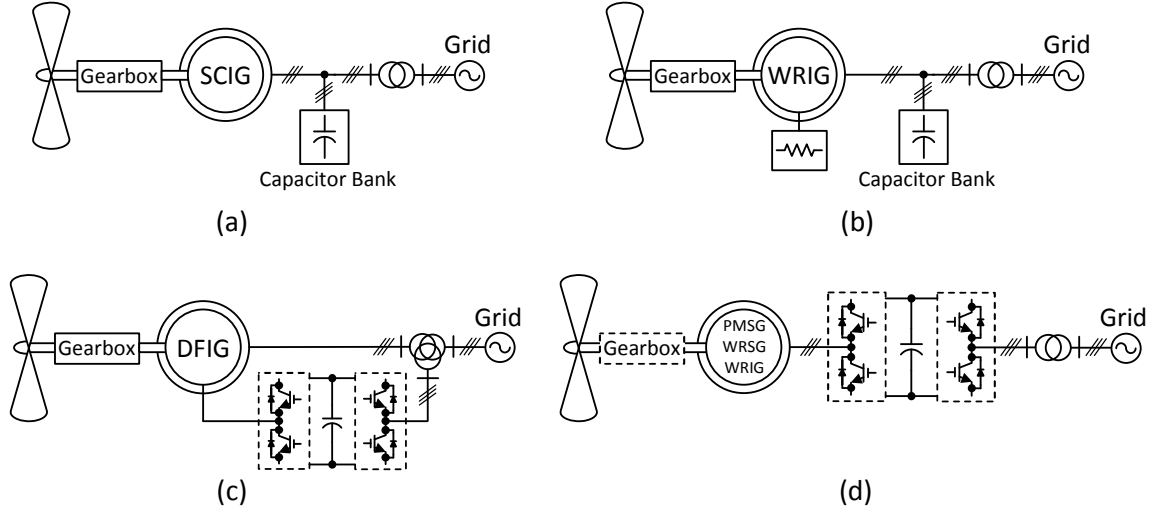 Gearbox
SCIG
Grid
Capacitor Bank
(a)
Gearbox
WRIG
Grid
Capacitor Bank
(b)
Gearbox
DFIG
Grid
(c)
Gearbox
PMSG
WRSG
WRIG
Grid
(d)